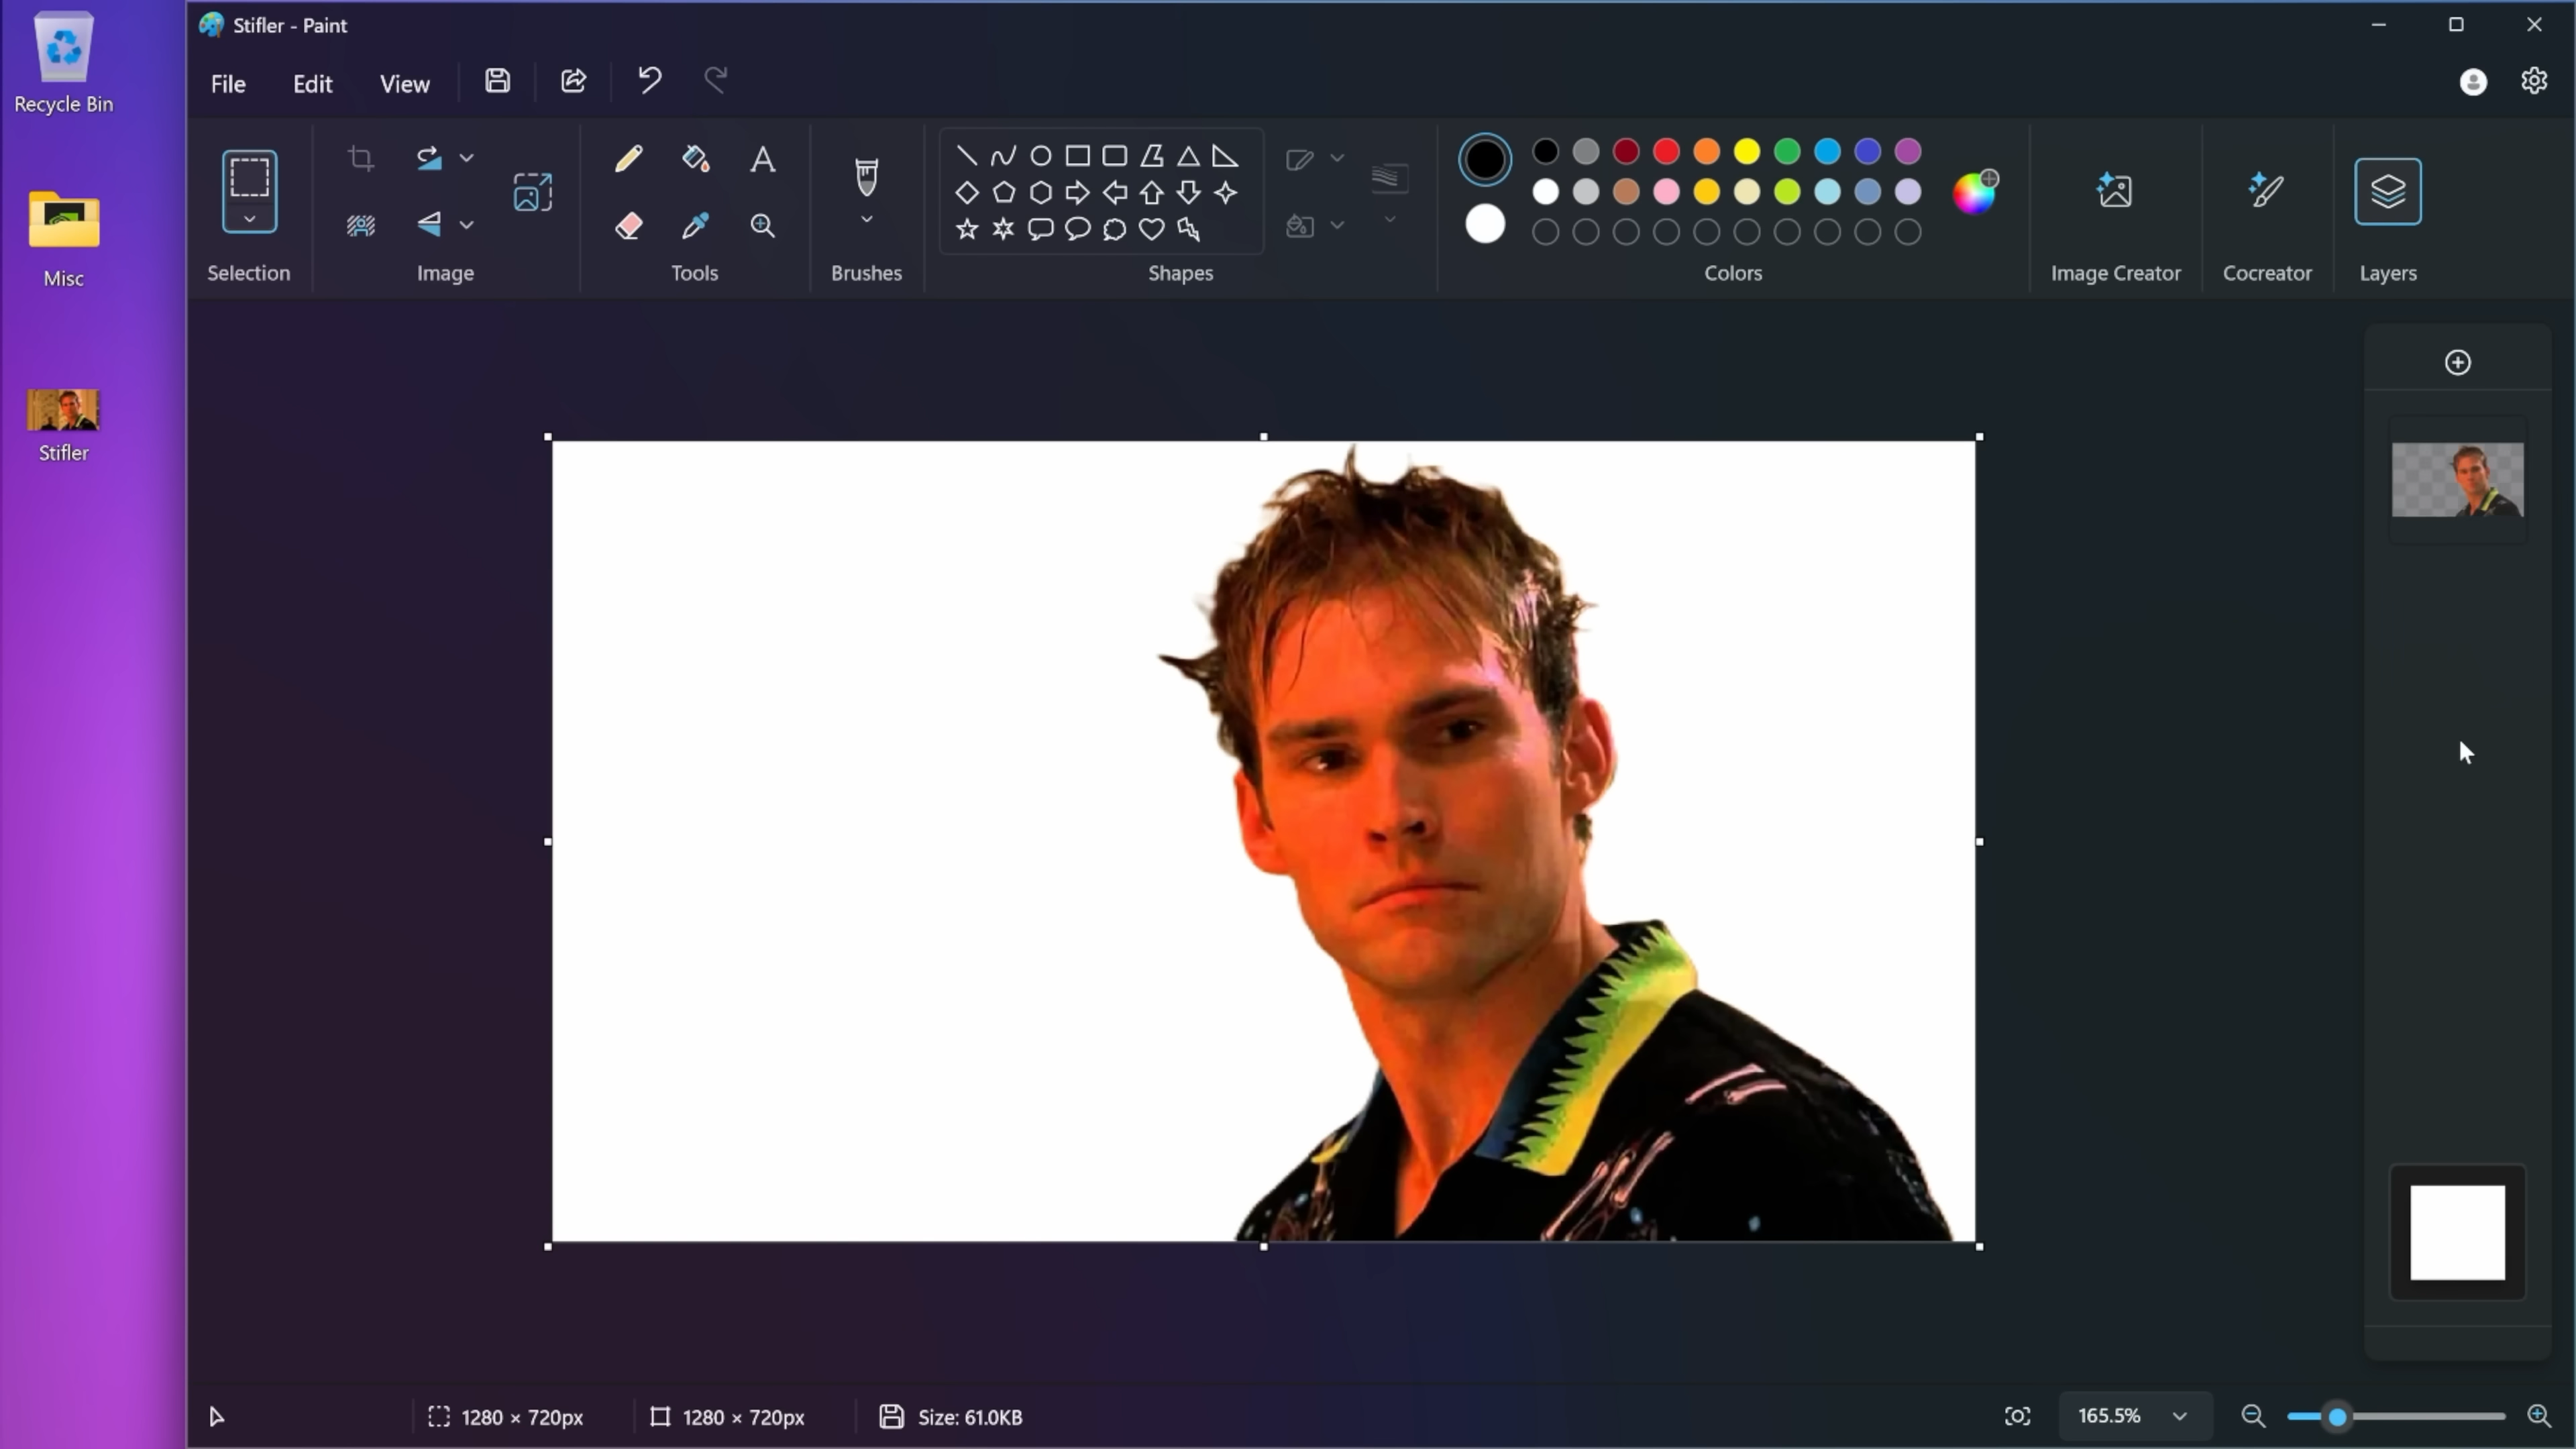 Recycle Bin
Misc
Stifler
Stifler - Paint
File Edit View
Selection Image Tools Brushes Shapes Colors Image Creator Cocreator Layers
1280 × 720px 1280 × 720px Size: 61.0KB 165.5%